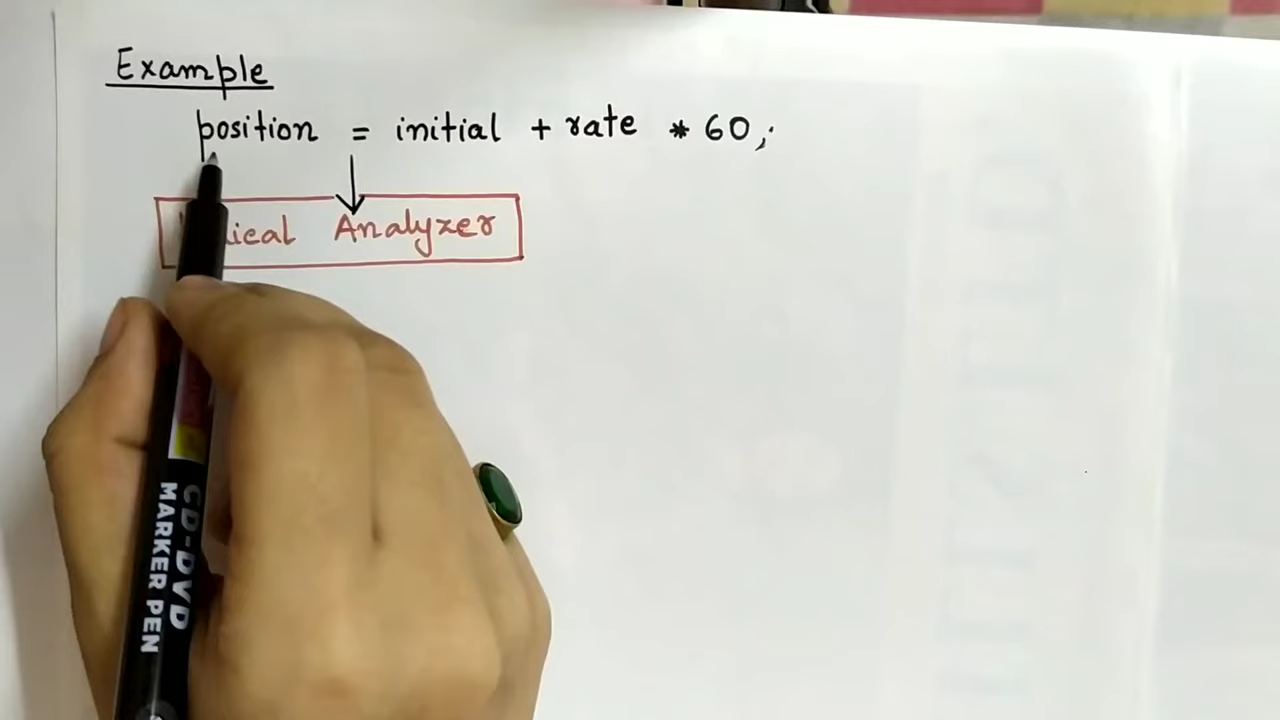 Example
position = initial + rate * 60;
Analyzer
CD-DVD
MARKER PEN